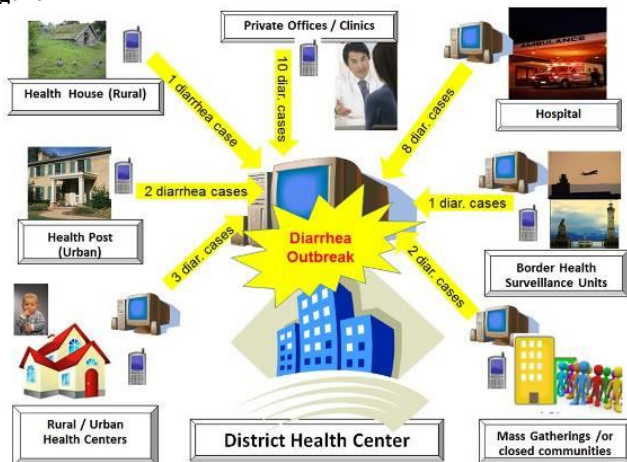 Private Offices / Clinics
AMBULANCE
Health House (Rural)
1 diarrhea case
10 diar. cases
8 diar. cases
Hospital
2 diarrhea cases
1 diar. cases
Health Post
(Urban)
3 diar. cases
Diarrhea
Outbreak
2 diar. cases
Border Health
Surveillance Units
Rural / Urban
Health Centers
District Health Center
Mass Gatherings /or
closed communities